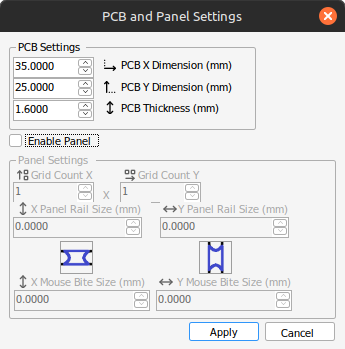 PCB and Panel Settings
PCB Settings
35.0000 PCB X Dimension (mm)
25.0000 PCB Y Dimension (mm)
1.6000 PCB Thickness (mm)
Enable Panel
Panel Settings
Grid Count X Grid Count Y
1 X 1
X Panel Rail Size (mm) Y Panel Rail Size (mm)
0.0000 0.0000
X Mouse Bite Size (mm) Y Mouse Bite Size (mm)
0.0000 0.0000
Apply Cancel